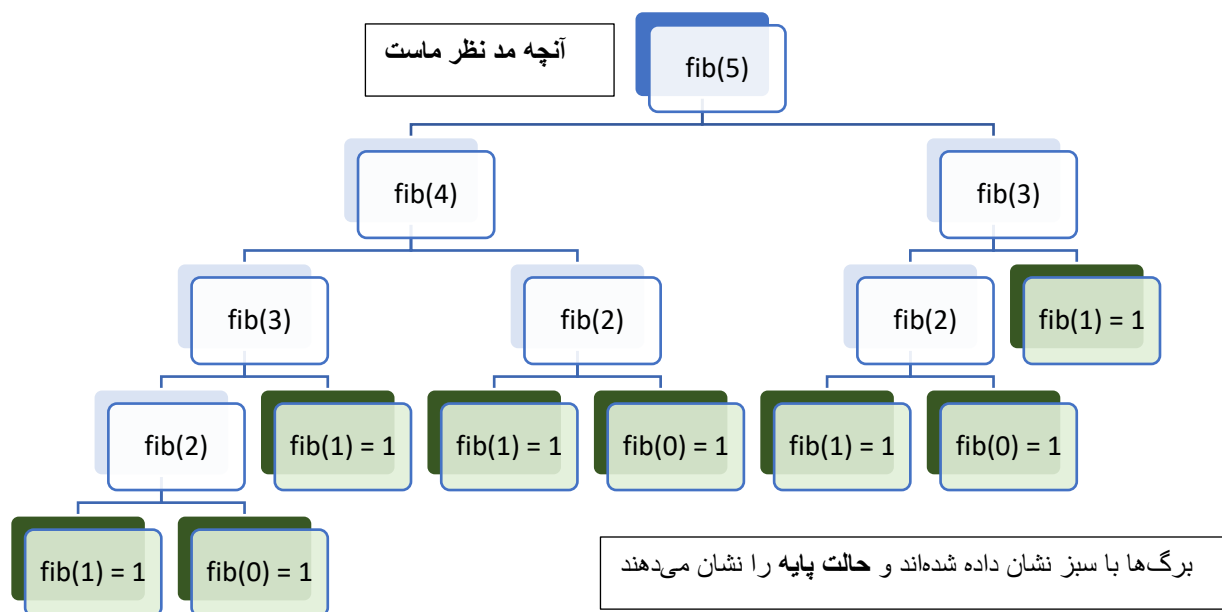 آنچه مد نظر ماست
fib(5)
fib(4)
fib(3)
fib(3)
fib(2)
fib(2)
fib(1) = 1
fib(2)
fib(1) = 1
fib(1) = 1
fib(0) = 1
fib(1) = 1
fib(0) = 1
fib(1) = 1
fib(0) = 1
برگ‌ها با سبز نشان داده شده‌اند و حالت پایه را نشان می‌دهند